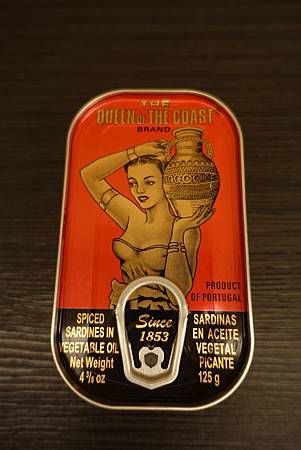 THE
QUEEN OF THE COAST
BRAND
PRODUCT
OF PORTUGAL
SPICED
SARDINES IN
VEGETABLE OIL
Net Weight
4 3/8 oz
Since
1853
SARDINAS
EN ACEITE
VEGETAL
PICANTE
125 g